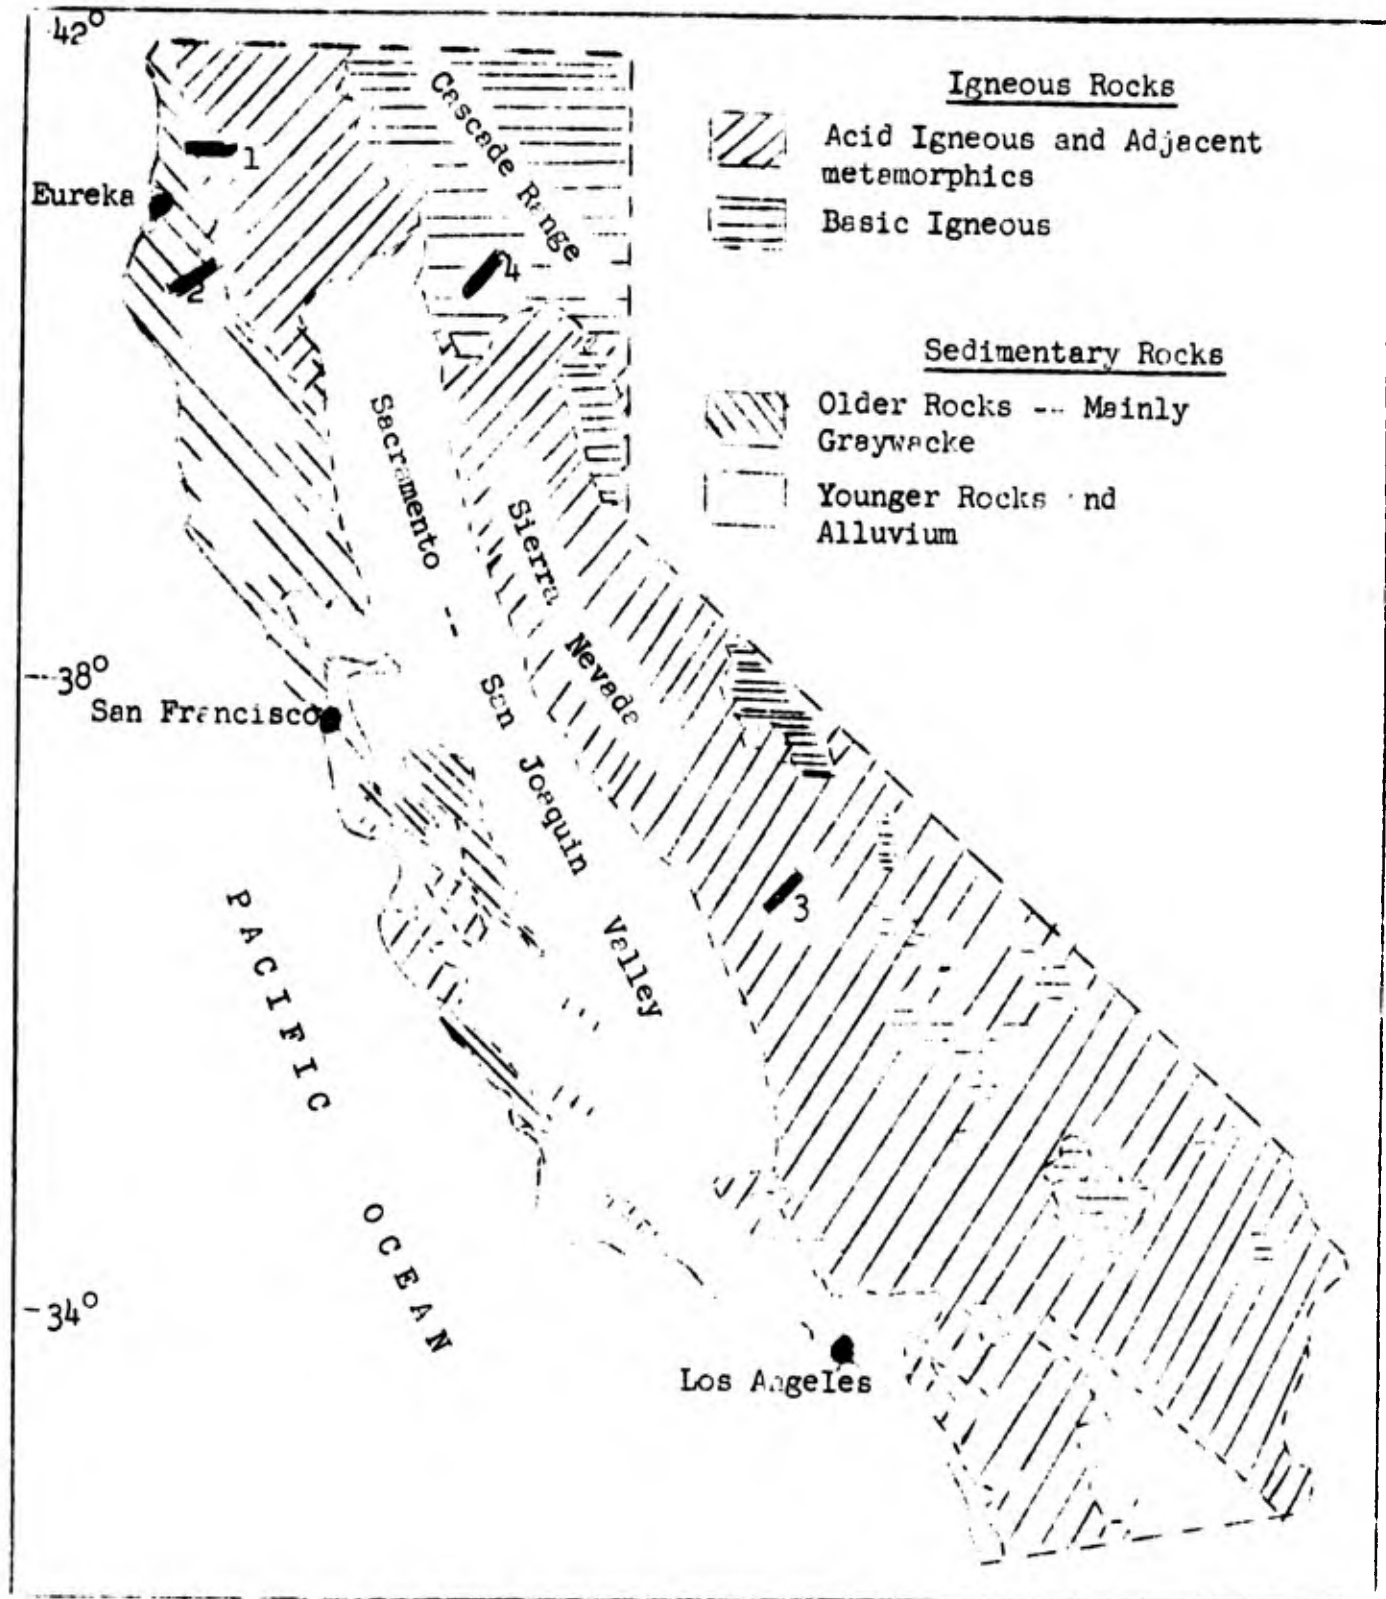 42°
Igneous Rocks
Acid Igneous and Adjacent
metamorphics
Basic Igneous
Cascade Range
1
Eureka
2
4
Sedimentary Rocks
Older Rocks -- Mainly
Graywacke
Younger Rocks nd
Alluvium
Sacramento -- San Joaquin Valley
Sierra Nevada
38°
San Francisco
3
PACIFIC OCEAN
34°
Los Angeles